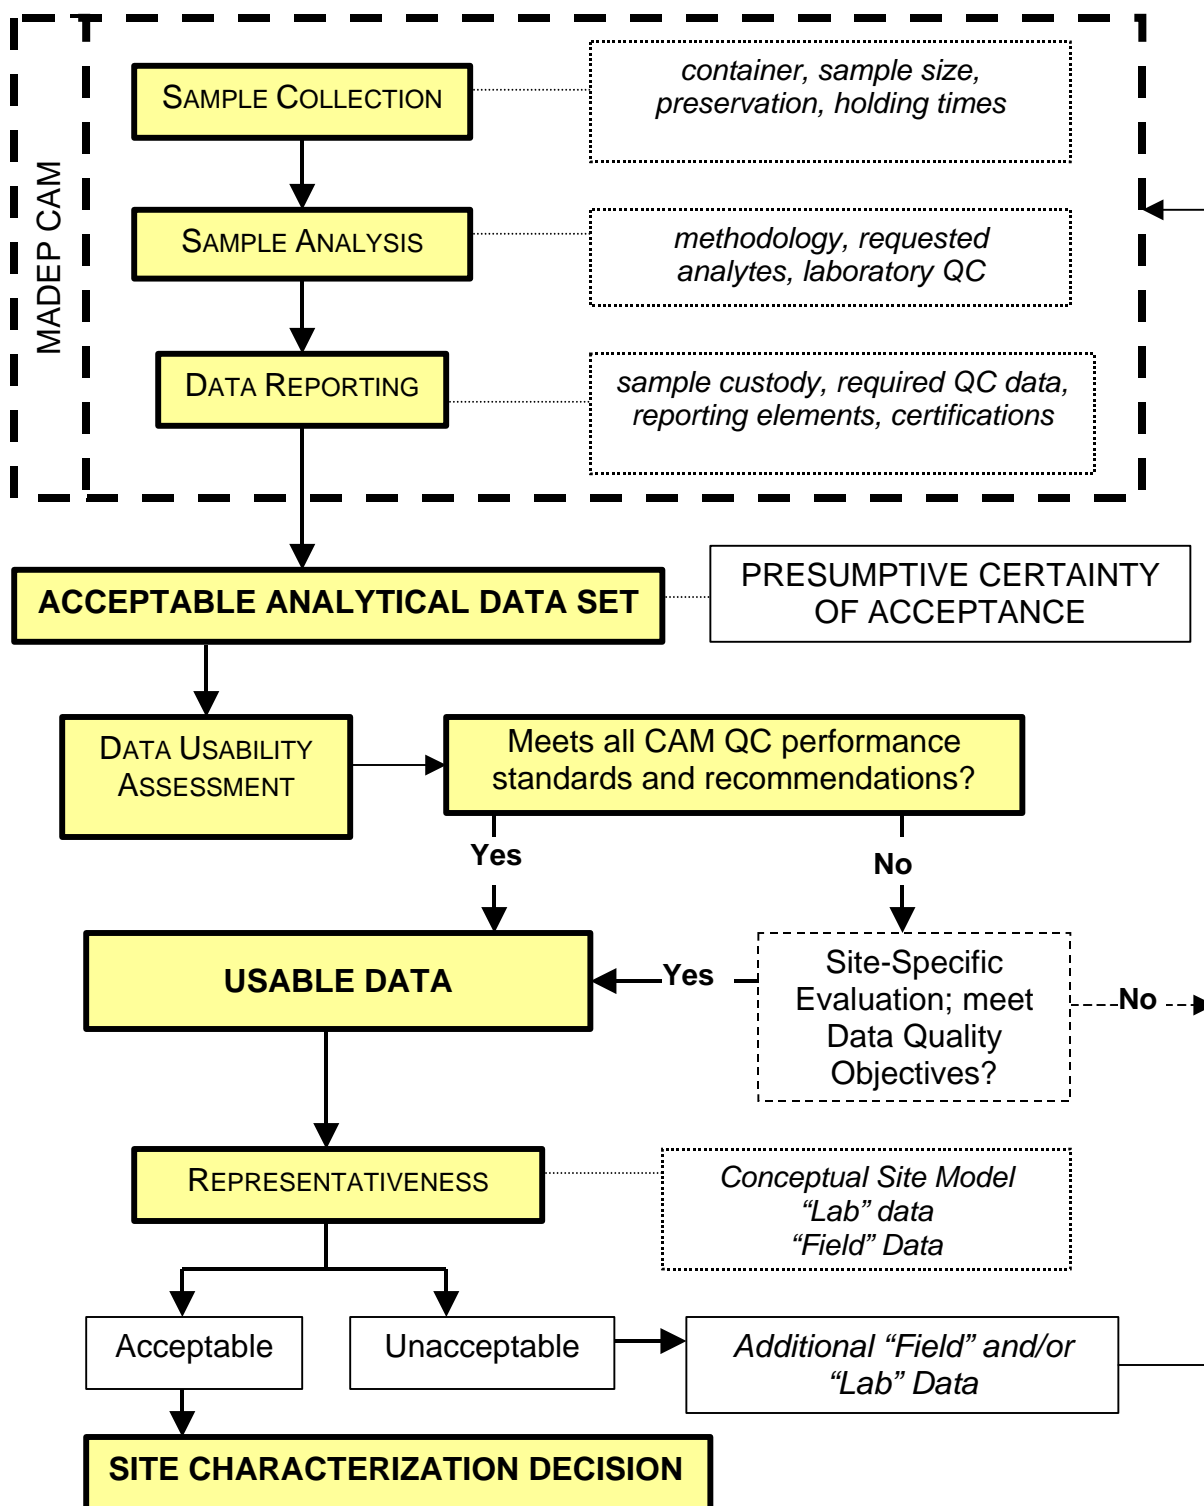 MADEP CAM
SAMPLE COLLECTION
container, sample size,
preservation, holding times
SAMPLE ANALYSIS
methodology, requested
analytes, laboratory QC
DATA REPORTING
sample custody, required QC data,
reporting elements, certifications
ACCEPTABLE ANALYTICAL DATA SET
PRESUMPTIVE CERTAINTY
OF ACCEPTANCE
DATA USABILITY
ASSESSMENT
Meets all CAM QC performance
standards and recommendations?
Yes
No
USABLE DATA
Yes
Site-Specific
Evaluation; meet
Data Quality
Objectives?
No
REPRESENTATIVENESS
Conceptual Site Model
“Lab” data
“Field” Data
Acceptable
Unacceptable
Additional “Field” and/or
“Lab” Data
SITE CHARACTERIZATION DECISION